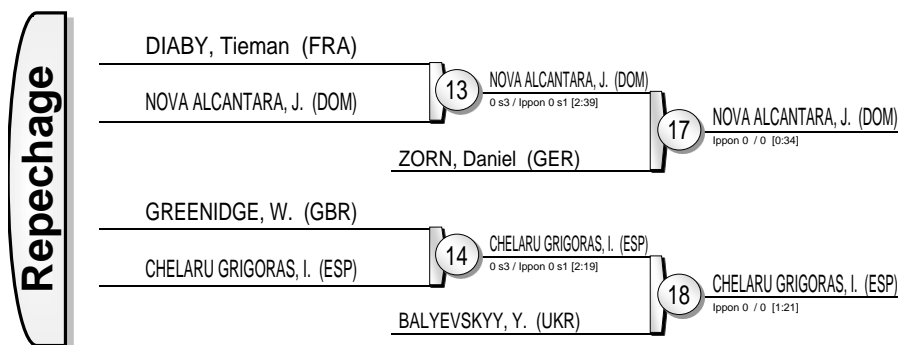 Repechage
DIABY, Tieman (FRA)
NOVA ALCANTARA, J. (DOM)
13
NOVA ALCANTARA, J. (DOM)
0 s3 / Ippon 0 s1 [2:39]
ZORN, Daniel (GER)
17
NOVA ALCANTARA, J. (DOM)
Ippon 0 / 0 [0:34]
GREENIDGE, W. (GBR)
CHELARU GRIGORAS, I. (ESP)
14
CHELARU GRIGORAS, I. (ESP)
0 s3 / Ippon 0 s1 [2:19]
BALYEVSKYY, Y. (UKR)
18
CHELARU GRIGORAS, I. (ESP)
Ippon 0 / 0 [1:21]